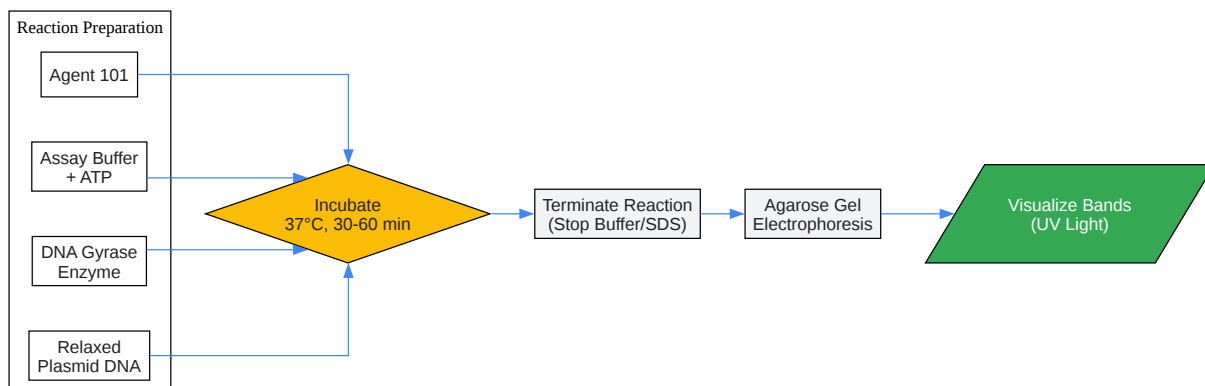 Reaction Preparation
Agent 101
Assay Buffer
+ ATP
DNA Gyrase
Enzyme
Relaxed
Plasmid DNA
Incubate
37°C, 30-60 min
Terminate Reaction
(Stop Buffer/SDS)
Agarose Gel
Electrophoresis
Visualize Bands
(UV Light)